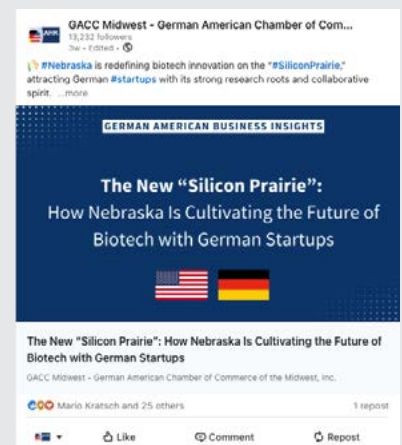 GACC Midwest - German American Chamber of Com...
13,232 followers
3w • Edited •
#Nebraska is redefining biotech innovation on the "#SiliconPrairie,"
attracting German #startups with its strong research roots and collaborative
spirit. ...more
GERMAN AMERICAN BUSINESS INSIGHTS
The New “Silicon Prairie”:
How Nebraska Is Cultivating the Future of
Biotech with German Startups
The New "Silicon Prairie": How Nebraska Is Cultivating the Future of
Biotech with German Startups
GACC Midwest - German American Chamber of Commerce of the Midwest, Inc.
Mario Kratsch and 25 others
1 repost
Like
Comment
Repost